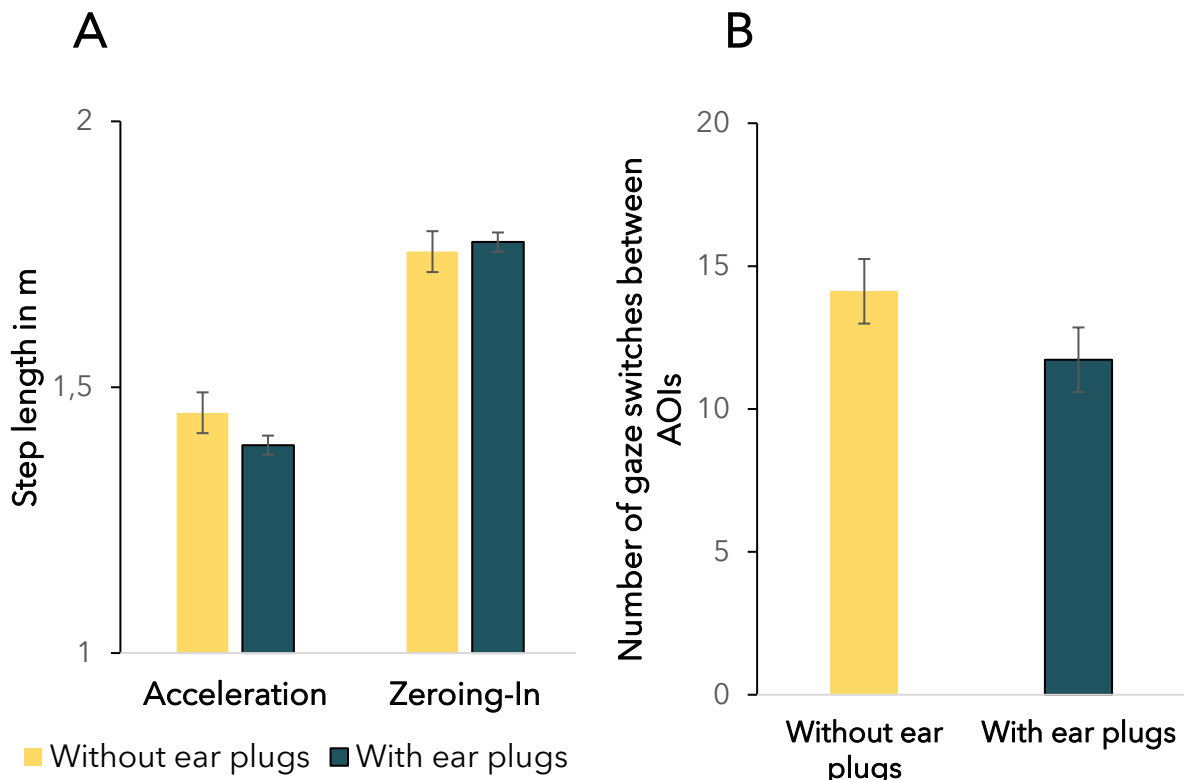 A
Step length in m
2
1,5
1
Acceleration
Zeroing-In
Without ear plugs
With ear plugs
B
Number of gaze switches between
AOIs
20
15
10
5
0
Without ear
plugs
With ear plugs